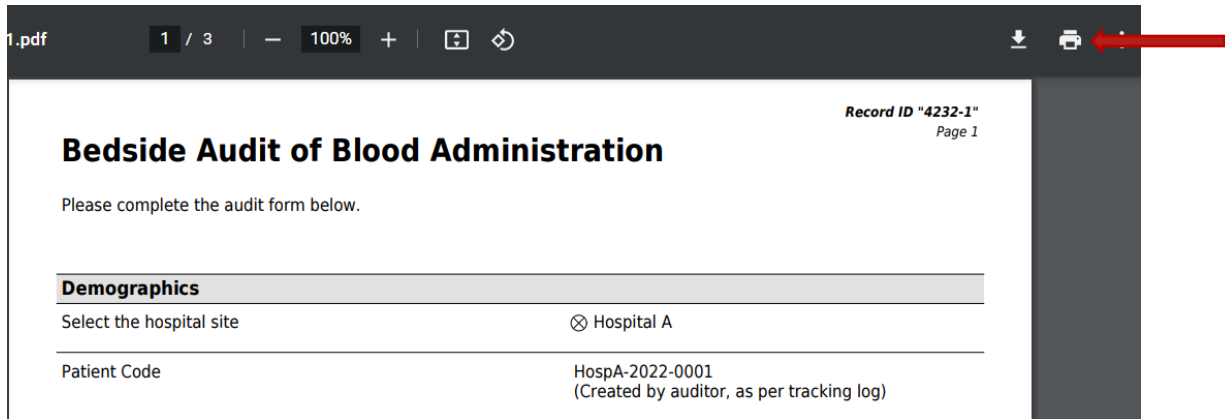 1.pdf 1 / 3 | − 100% + |
Record ID "4232-1"
Page 1
Bedside Audit of Blood Administration
Please complete the audit form below.
Demographics
Select the hospital site ⊗ Hospital A
Patient Code HospA-2022-0001
(Created by auditor, as per tracking log)